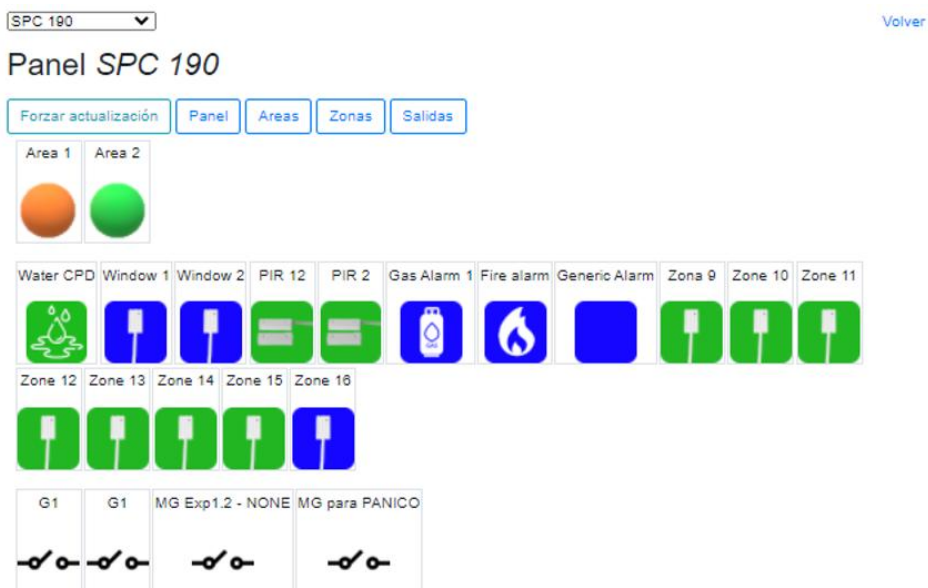 SPC 190
Volver
Panel SPC 190
Forzar actualización Panel Areas Zonas Salidas
Area 1 Area 2
Water CPD Window 1 Window 2 PIR 12 PIR 2 Gas Alarm 1 Fire alarm Generic Alarm Zona 9 Zone 10 Zone 11
GAS
Zone 12 Zone 13 Zone 14 Zone 15 Zone 16
G1 G1 MG Exp1.2 - NONE MG para PANICO